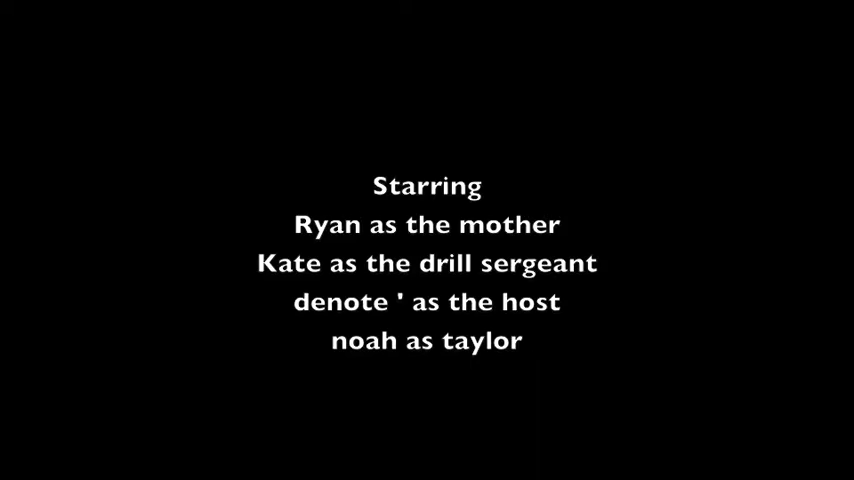 Starring
Ryan as the mother
Kate as the drill sergeant
denote ' as the host
noah as taylor